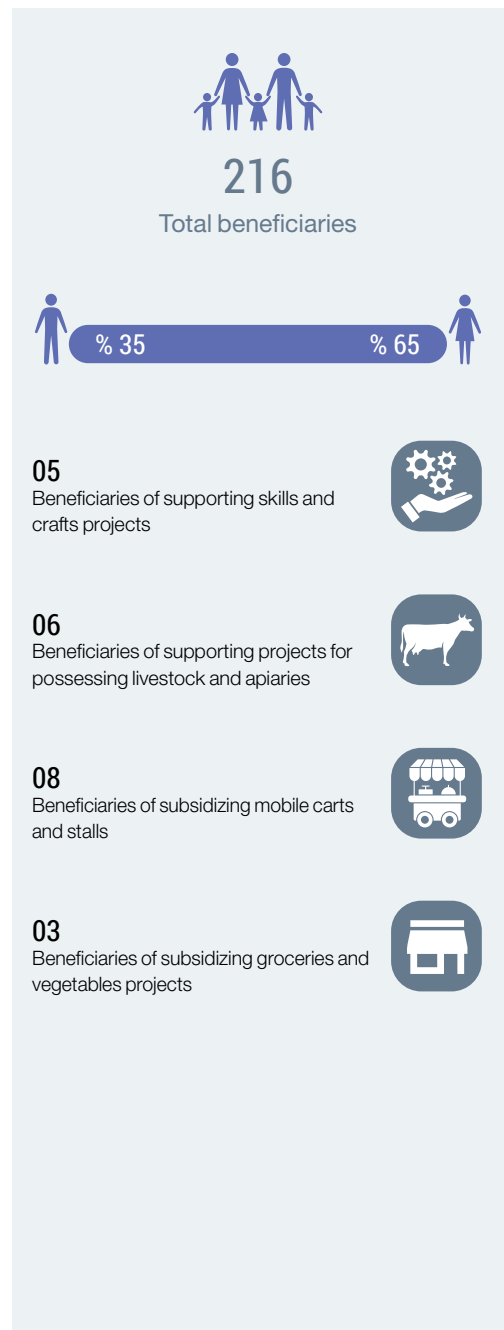 216
Total beneficiaries
% 35
% 65
05
Beneficiaries of supporting skills and
crafts projects
06
Beneficiaries of supporting projects for
possessing livestock and apiaries
08
Beneficiaries of subsidizing mobile carts
and stalls
03
Beneficiaries of subsidizing groceries and
vegetables projects